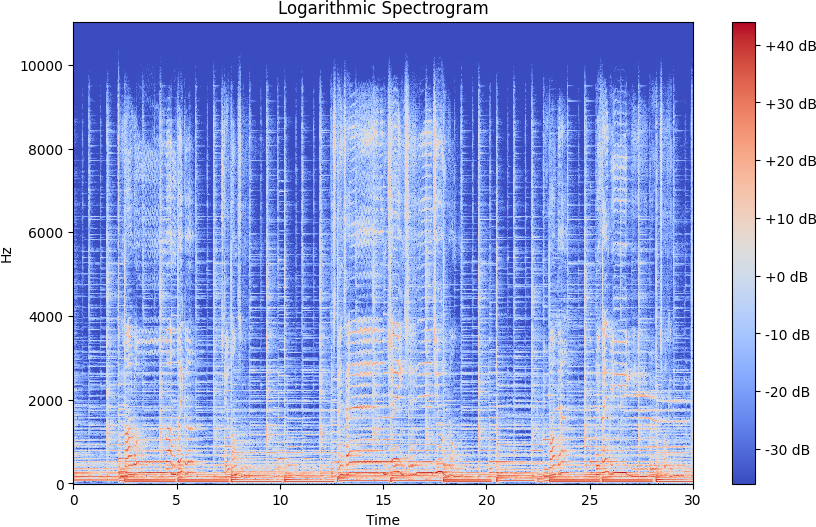 Logarithmic Spectrogram
Hz
10000
8000
6000
4000
2000
0
0 5 10 15 20 25 30
Time
+40 dB
+30 dB
+20 dB
+10 dB
+0 dB
-10 dB
-20 dB
-30 dB